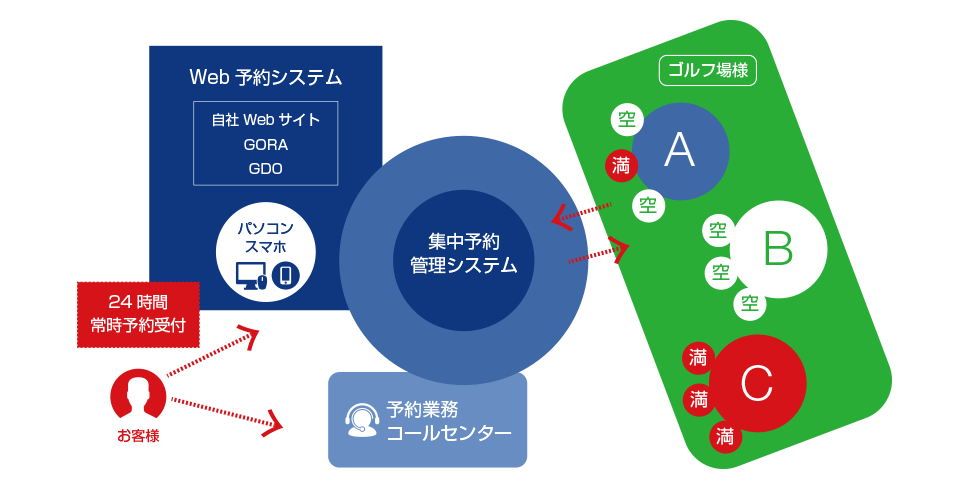 Web 予約システム
自社 Web サイト
GORA
GDO
パソコン
スマホ
24 時間
常時予約受付
お客様
集中予約
管理システム
予約業務
コールセンター
ゴルフ場様
空
A
満
空
空
B
空
空
満
C
満
満